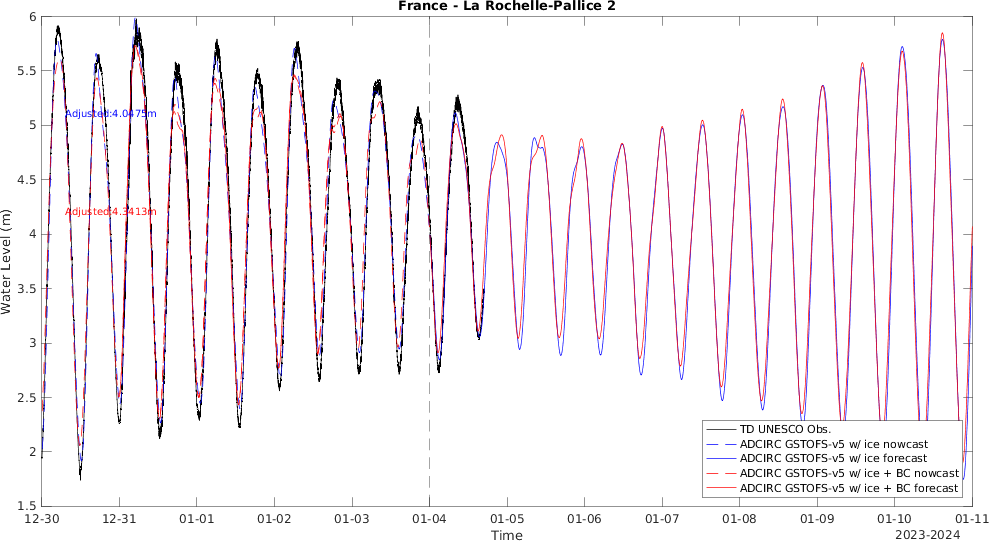 France - La Rochelle-Pallice 2
6
5.5
5
4.5
4
3.5
3
2.5
2
1.5
Water Level (m)
Adjusted:4.0475m
Adjusted:4.3413m
TD UNESCO Obs.
ADCIRC GSTOFS-v5 w/ ice nowcast
ADCIRC GSTOFS-v5 w/ ice forecast
ADCIRC GSTOFS-v5 w/ ice + BC nowcast
ADCIRC GSTOFS-v5 w/ ice + BC forecast
12-30 12-31 01-01 01-02 01-03 01-04 01-05 01-06 01-07 01-08 01-09 01-10 01-11
Time
2023-2024